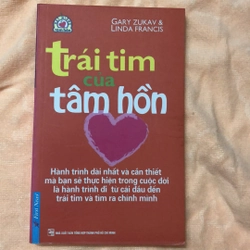 GARY ZUKAV &
LINDA FRANCIS
trái tim
của
tâm hồn
Hành trình dài nhất và cần thiết
mà bạn sẽ thực hiện trong cuộc đời
là hành trình đi từ cái đầu đến
trái tim và tìm ra chính mình
First News